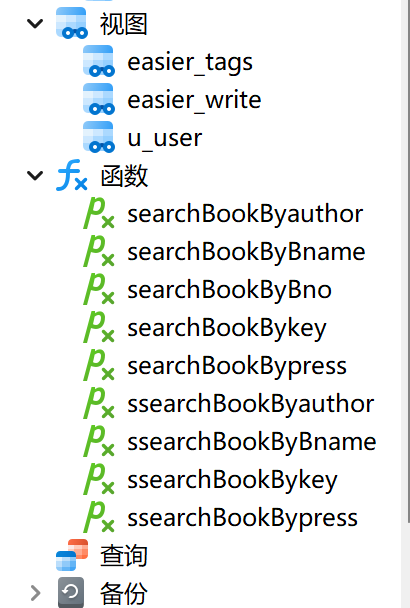 视图
easier_tags
easier_write
u_user
函数
searchBookByauthor
searchBookByBname
searchBookByBno
searchBookBykey
searchBookBypress
ssearchBookByauthor
ssearchBookByBname
ssearchBookBykey
ssearchBookBypress
查询
备份